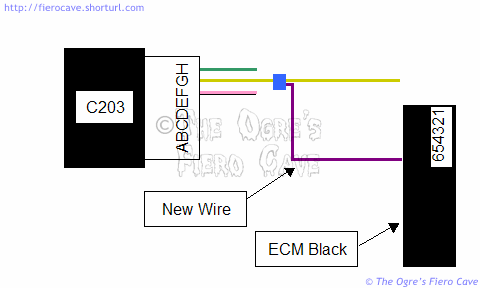 http://fierocave.shorturl.com
C203
ABCDEFGH
©The Ogre's
Fiero Cave
654321
New Wire
ECM Black
© The Ogre's Fiero Cave